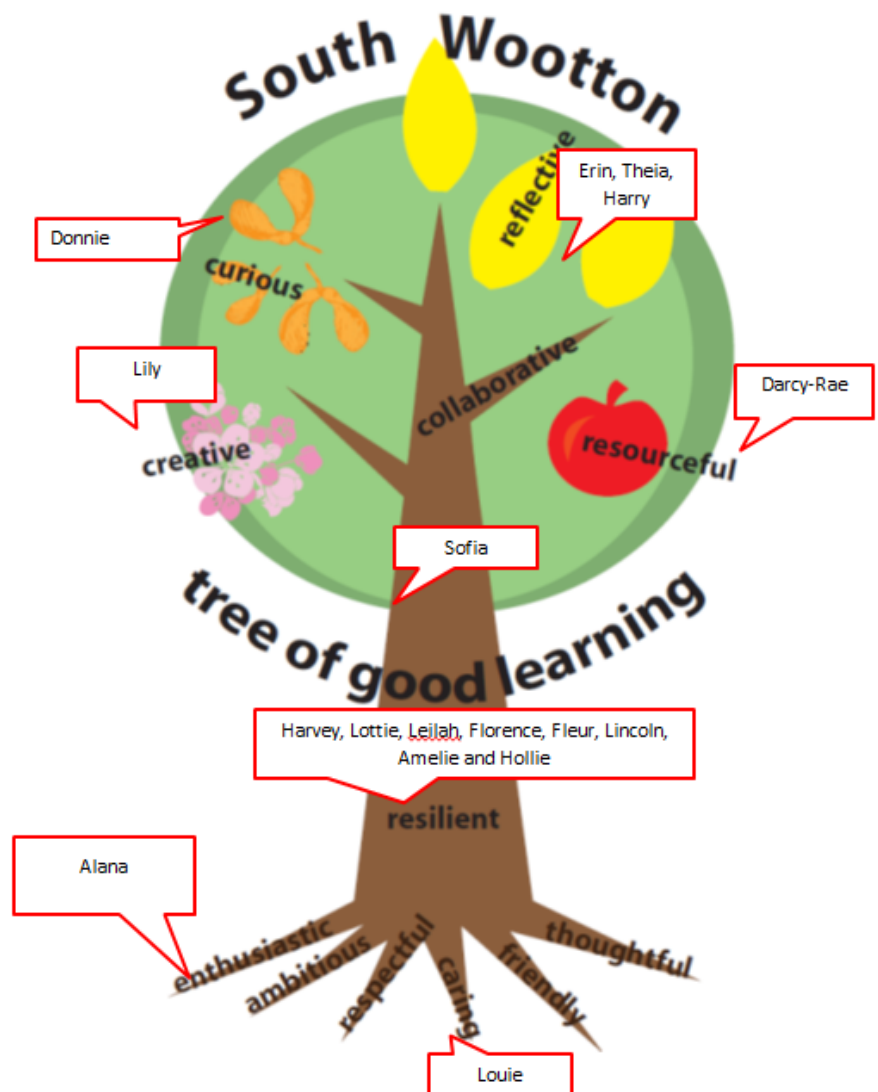 South Wootton
reflective
Erin, Theia,
Harry
Donnie
curious
Lily
collaborative
Darcy-Rae
creative
resourceful
Sofia
tree of good learning
Harvey, Lottie, Leilah, Florence, Fleur, Lincoln,
Amelie and Hollie
resilient
Alana
enthusiastic
ambitious
respectful
caring
friendly
thoughtful
Louie